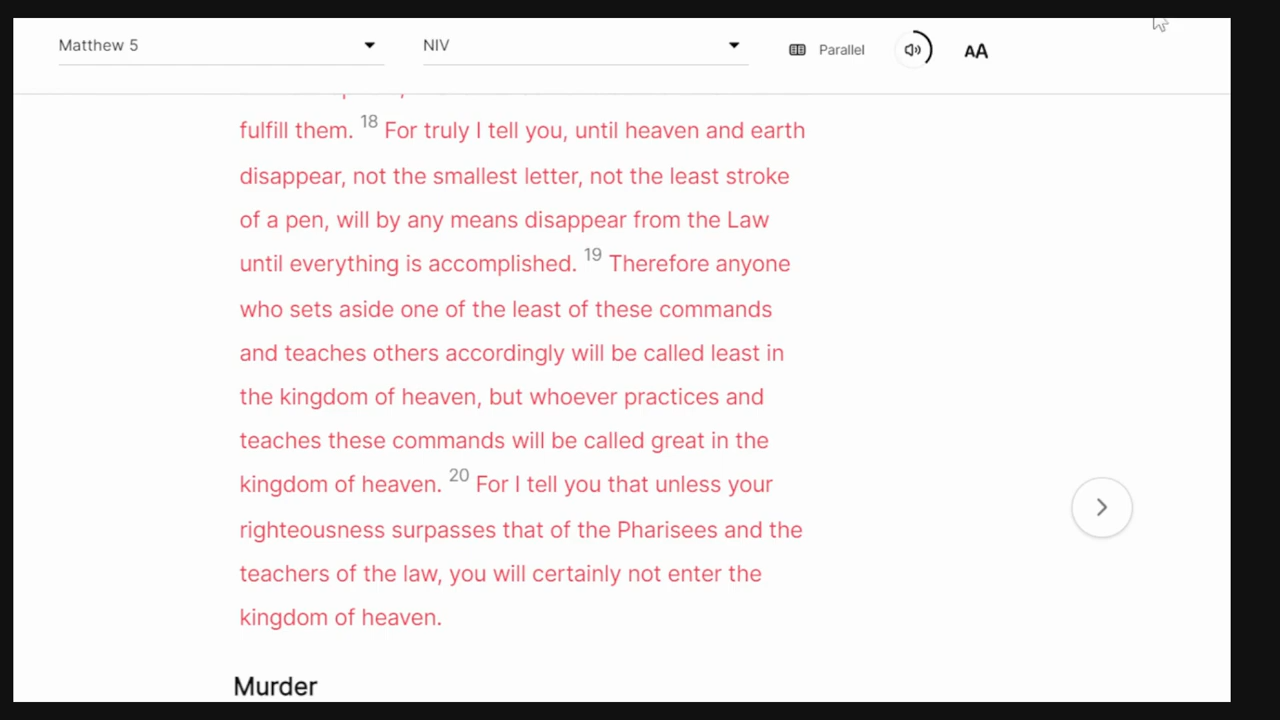 Matthew 5
NIV
Parallel
AA
fulfill them. 18 For truly I tell you, until heaven and earth
disappear, not the smallest letter, not the least stroke
of a pen, will by any means disappear from the Law
until everything is accomplished. 19 Therefore anyone
who sets aside one of the least of these commands
and teaches others accordingly will be called least in
the kingdom of heaven, but whoever practices and
teaches these commands will be called great in the
kingdom of heaven. 20 For I tell you that unless your
righteousness surpasses that of the Pharisees and the
teachers of the law, you will certainly not enter the
kingdom of heaven.
Murder